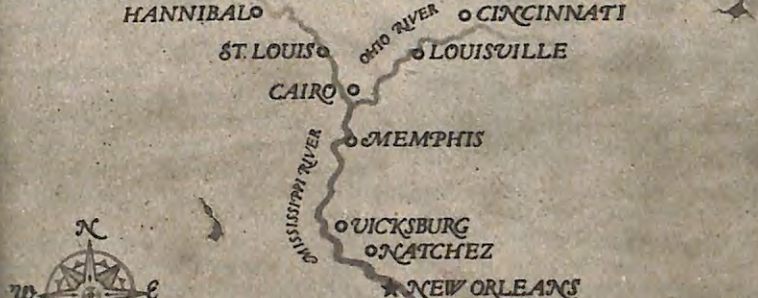 HANNIBAL
OHIO RIVER
CINCINNATI
ST. LOUIS
LOUISVILLE
CAIRO
MEMPHIS
MISSISSIPPI RIVER
VICKSBURG
NATCHEZ
N
W
E
NEW ORLEANS